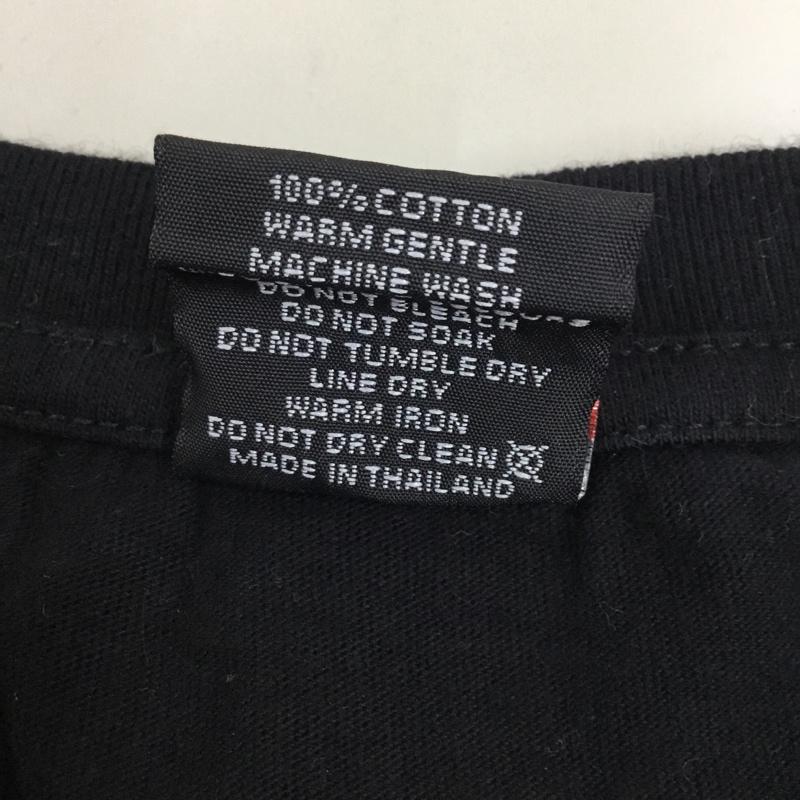 100% COTTON
WARM GENTLE
MACHINE WASH
DO NOT BLEACH
DO NOT SOAK
DO NOT TUMBLE DRY
LINE DRY
WARM IRON
DO NOT DRY CLEAN
MADE IN THAILAND